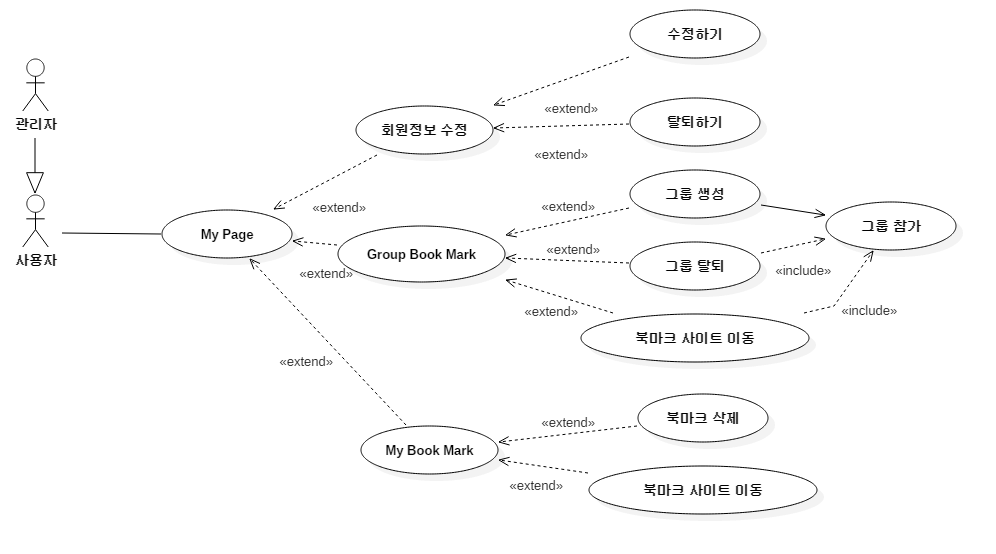 수정하기
관리자
«extend»
회원정보 수정
탈퇴하기
«extend»
«extend»
그룹 생성
«extend»
그룹 참가
My Page
사용자
Group Book Mark
«extend»
그룹 탈퇴
«extend»
«include»
«extend»
«include»
북마크 사이트 이동
«extend»
북마크 삭제
«extend»
My Book Mark
«extend»
북마크 사이트 이동